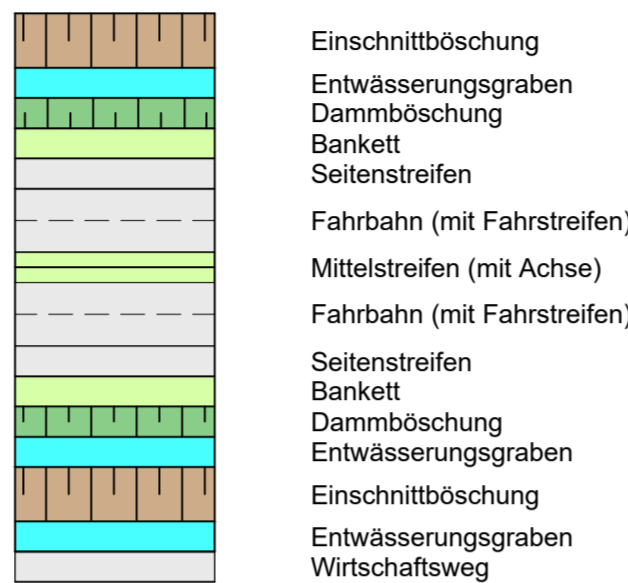 Einschnittböschung
Entwässerungsgraben
Dammböschung
Bankett
Seitenstreifen
Fahrbahn (mit Fahrstreifen)
Mittelstreifen (mit Achse)
Fahrbahn (mit Fahrstreifen)
Seitenstreifen
Bankett
Dammböschung
Entwässerungsgraben
Einschnittböschung
Entwässerungsgraben
Wirtschaftsweg